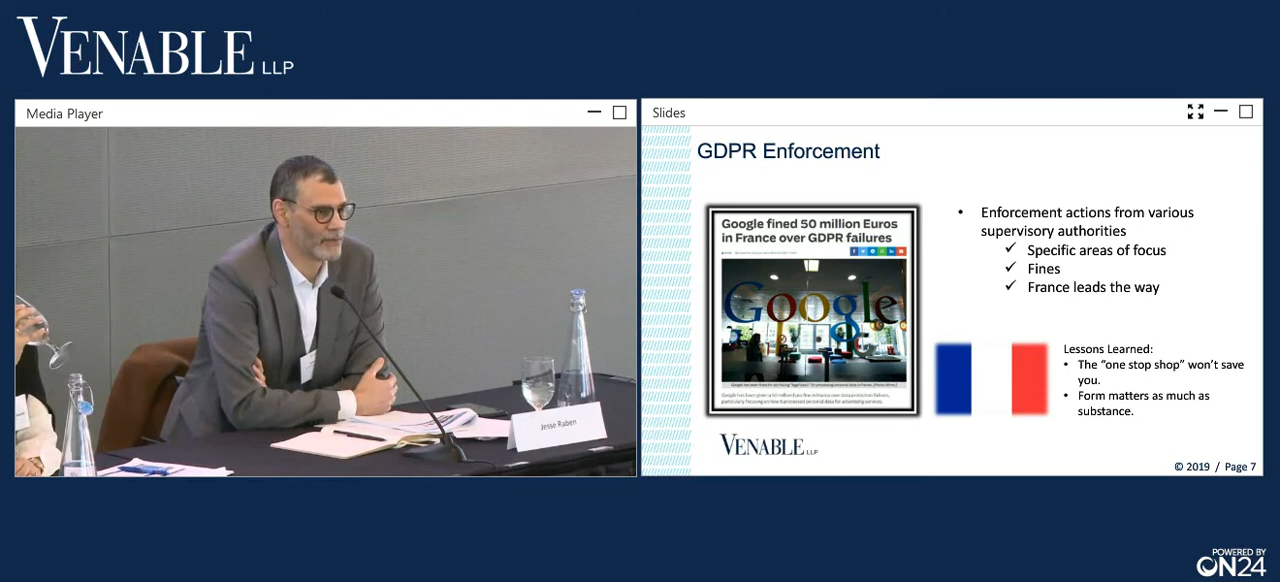 VENABLE LLP
Media Player
Jesse Raben
Slides
GDPR Enforcement
Google fined 50 million Euros
in France over GDPR failures
Google
• Enforcement actions from various
supervisory authorities
✓ Specific areas of focus
✓ Fines
✓ France leads the way
Lessons Learned:
• The “one stop shop” won’t save
you.
• Form matters as much as
substance.
VENABLE LLP
© 2019 / Page 7
POWERED BY
ON24